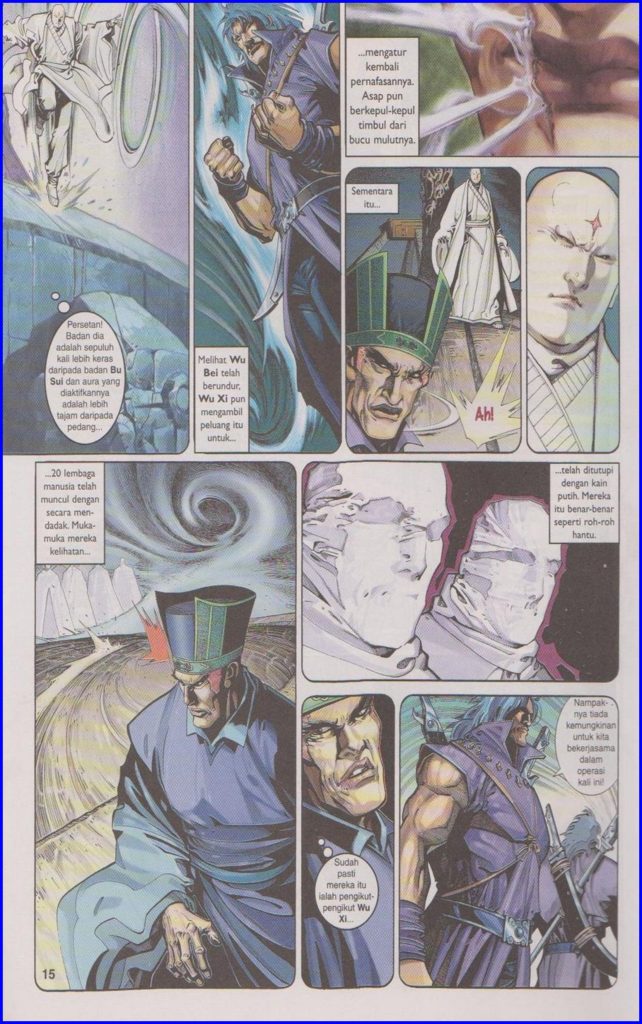 Persetan!
Badan dia
adalah sepuluh
kali lebih keras
daripada badan Bu
Sui dan aura yang
diaktifkannya
adalah lebih
tajam daripada
pedang...
Melihat Wu
Bei telah
berundur,
Wu Xi pun
mengambil
peluang itu
untuk...
...mengatur
kembali
pernafasannya.
Asap pun
berkepul-kepul
timbul dari
bucu mulutnya.
Sementara
itu...
Ah!
...20 lembaga
manusia telah
muncul dengan
secara men-
dadak. Muka-
muka mereka
kelihatan...
...telah ditutupi
dengan kain
putih. Mereka
itu benar-benar
seperti roh-roh
hantu.
Sudah
pasti
mereka itu
ialah pengikut-
pengikut Wu
Xi...
Nampak-
nya tiada
kemungkinan
untuk kita
bekerjasama
dalam
operasi
kali ini!
15